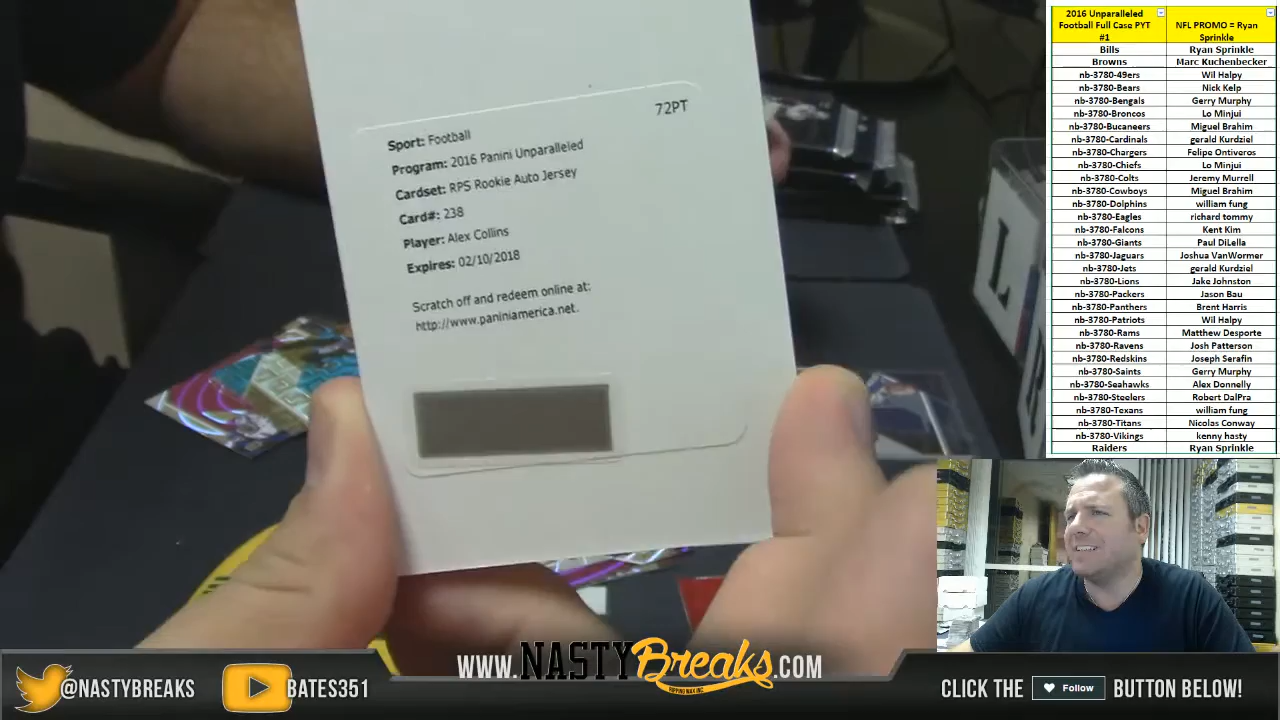 72PT
Sport: Football
Program: 2016 Panini Unparalleled
Cardset: RPS Rookie Auto Jersey
Card#: 238
Player: Alex Collins
Expires: 02/10/2018
Scratch off and redeem online at:
http://www.paniniamerica.net.
2016 Unparalleled Football Full Case PYT #1 NFL PROMO = Ryan Sprinkle
Bills Ryan Sprinkle
Browns Marc Kuchenbecker
nb-3780-49ers Wil Halpy
nb-3780-Bears Nick Kelp
nb-3780-Bengals Gerry Murphy
nb-3780-Broncos Lo Minjui
nb-3780-Bucaneers Miguel Brahim
nb-3780-Cardinals gerald Kurdziel
nb-3780-Chargers Felipe Ontiveros
nb-3780-Chiefs Lo Minjui
nb-3780-Colts Jeremy Murrell
nb-3780-Cowboys Miguel Brahim
nb-3780-Dolphins william fung
nb-3780-Eagles richard tommy
nb-3780-Falcons Kent Kim
nb-3780-Giants Paul DiLella
nb-3780-Jaguars Joshua VanWormer
nb-3780-Jets gerald Kurdziel
nb-3780-Lions Jake Johnston
nb-3780-Packers Jason Bau
nb-3780-Panthers Brent Harris
nb-3780-Patriots Wil Halpy
nb-3780-Rams Matthew Desporte
nb-3780-Ravens Josh Patterson
nb-3780-Redskins Joseph Serafin
nb-3780-Saints Gerry Murphy
nb-3780-Seahawks Alex Donnelly
nb-3780-Steelers Robert DalPra
nb-3780-Texans william fung
nb-3780-Titans Nicolas Conway
nb-3780-Vikings kenny hasty
Raiders Ryan Sprinkle
@NASTYBREAKS
BATES351
WWW.NASTYBreaks.COM
RIPPING WAX INC.
CLICK THE Follow BUTTON BELOW!